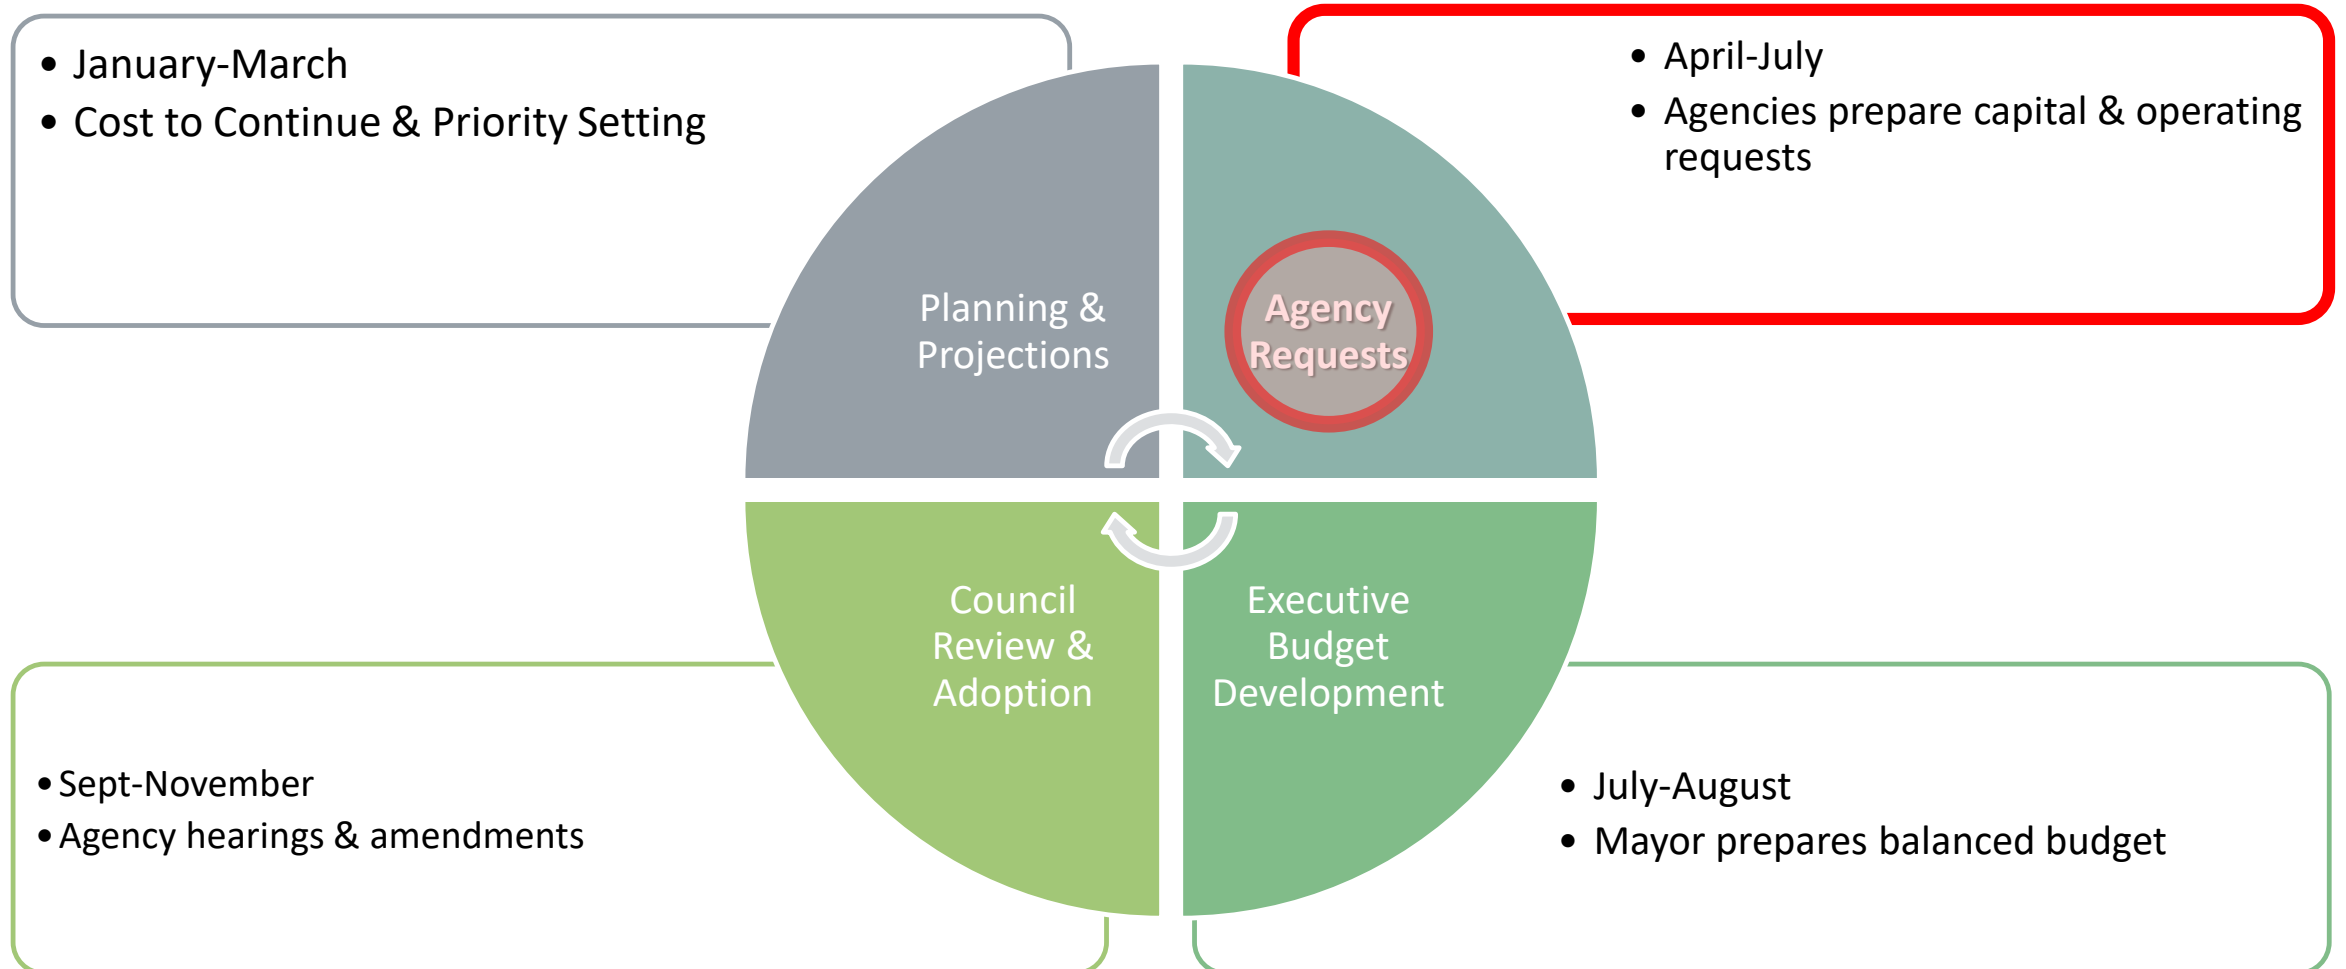 • January-March
• Cost to Continue & Priority Setting
• April-July
• Agencies prepare capital & operating
requests
Planning &
Projections
Agency
Requests
Council
Review &
Adoption
Executive
Budget
Development
• Sept-November
• Agency hearings & amendments
• July-August
• Mayor prepares balanced budget